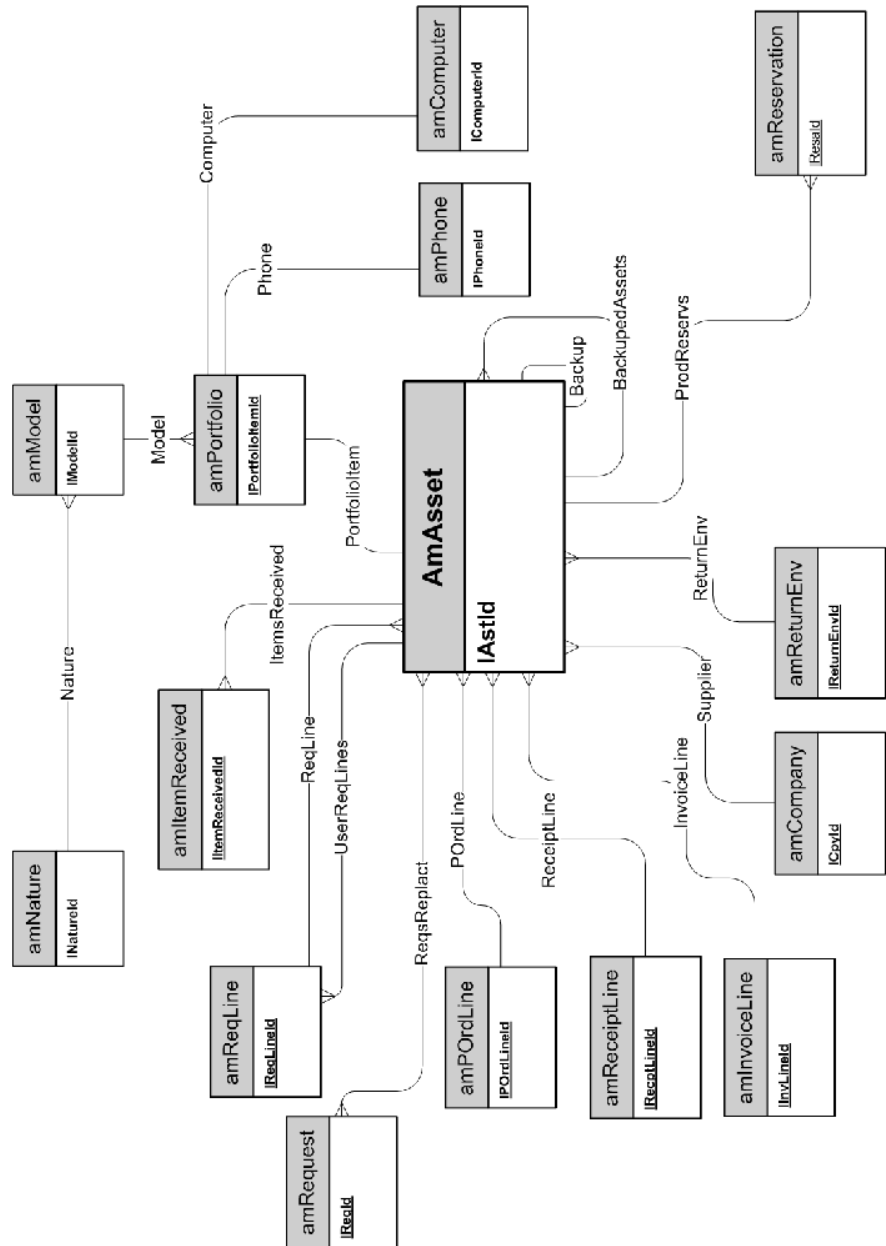 amNature
lNatureId
Nature
amModel
lModelId
Model
amItemReceived
lItemReceivedId
amPortfolio
lPortfolioItemId
Computer
Phone
amReqLine
lReqLineId
ItemsReceived
ReqLine
UserReqLines
PortfolioItem
amPhone
lPhoneId
amComputer
lComputerId
amRequest
lReqId
ReqsReplact
AmAsset
lAstId
amPOrdLine
lPOrdLineId
POrdLine
ReceiptLine
Backup
BackupedAssets
amReceiptLine
lRecptLineId
InvoiceLine
Supplier
ReturnEnv
ProdReservs
amInvoiceLine
lInvLineId
amCompany
lCpyId
amReturnEnv
lReturnEnvId
amReservation
lResaId